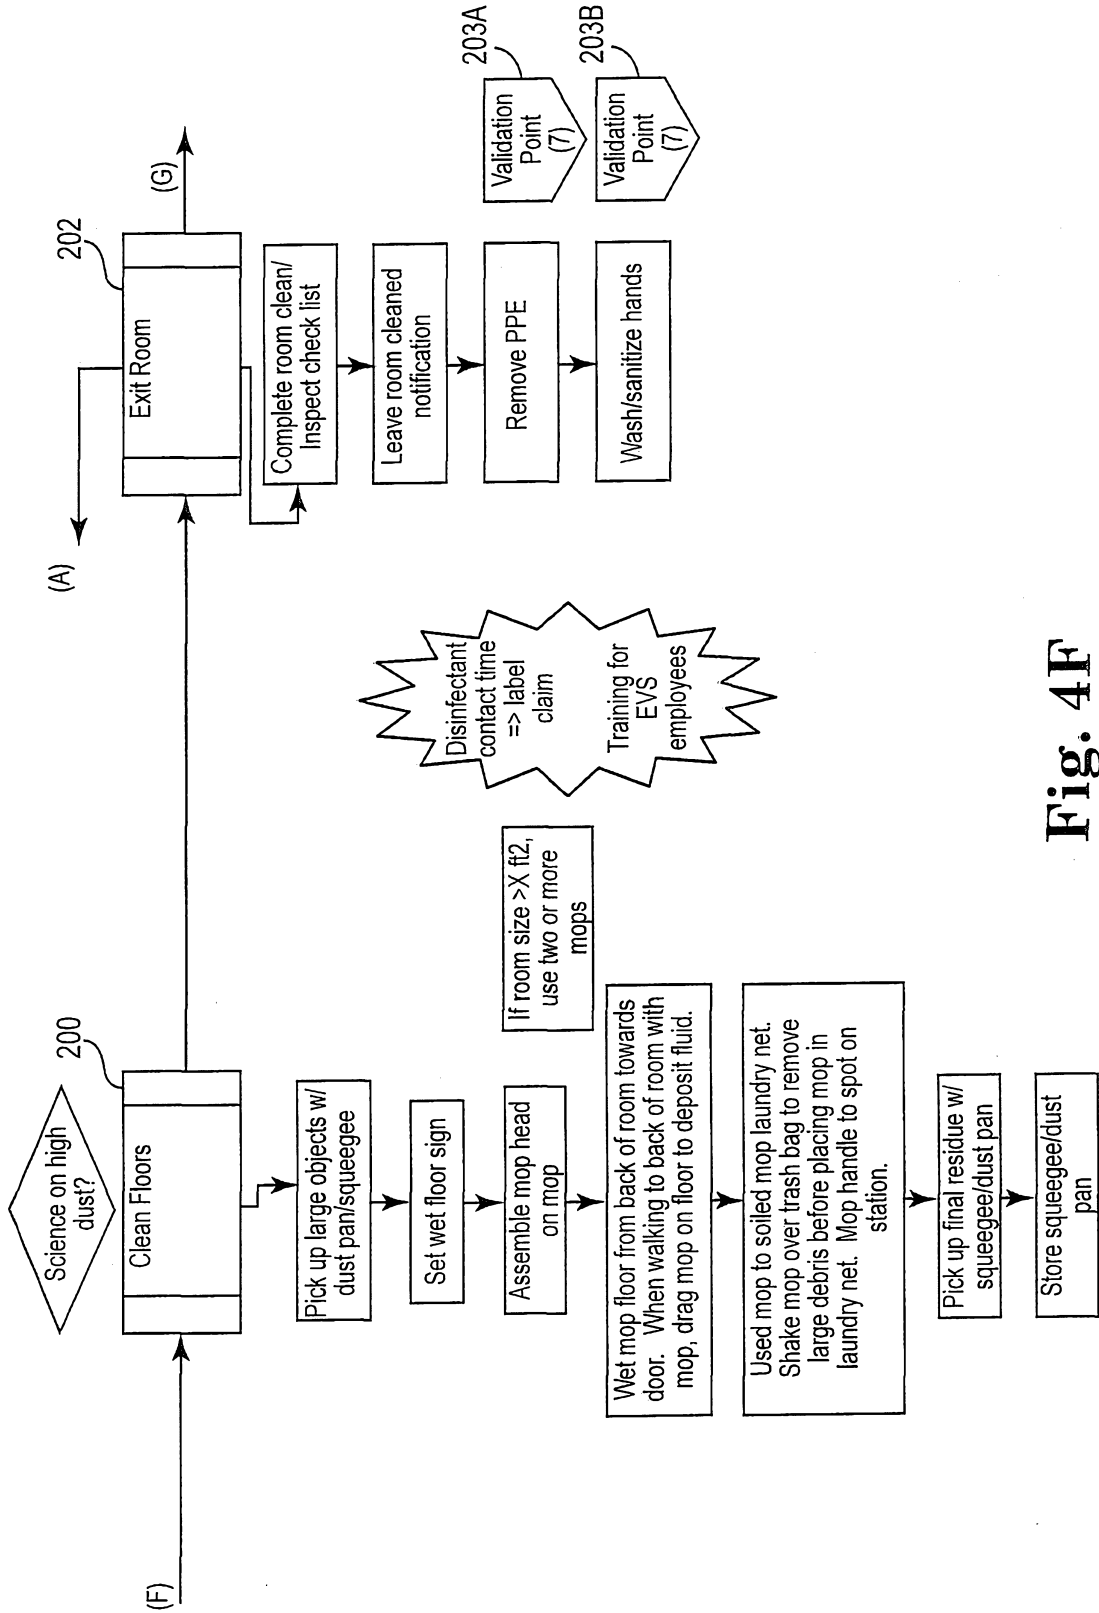 (F)
Science on high
dust?
200
Clean Floors
Pick up large objects w/
dust pan/squeegee
Set wet floor sign
Assemble mop head
on mop
If room size >X ft2,
use two or more
mops
Wet mop floor from back of room towards
door. When walking to back of room with
mop, drag mop on floor to deposit fluid.
Used mop to soiled mop laundry net.
Shake mop over trash bag to remove
large debris before placing mop in
laundry net. Mop handle to spot on
station.
Pick up final residue w/
squeegee/dust pan
Store squeegee/dust
pan
Disinfectant
contact time
=> label
claim
Training for
EVS
employees
(A)
202
Exit Room
(G)
Complete room clean/
Inspect check list
Leave room cleaned
notification
Remove PPE
Wash/sanitize hands
203A
Validation
Point
(7)
203B
Validation
Point
(7)
Fig. 4F